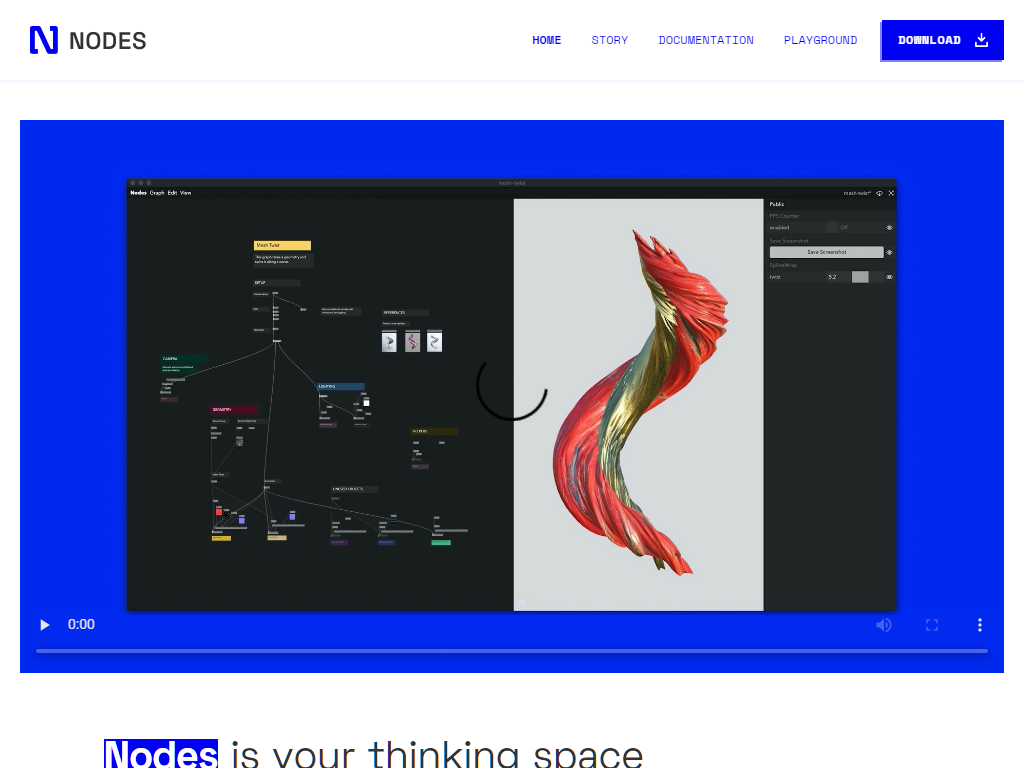 NODES
HOME STORY DOCUMENTATION PLAYGROUND DOWNLOAD
mesh-twist
Nodes Graph Edit View
mesh-twist*
Public
FPS Counter
enabled Off
Save Screenshot
Save Screenshot
SplineWrap
twist 5.2
Mesh Twist
SETUP
REFERENCES
CAMERA
LIGHTING
GEOMETRY
HELPERS
UNUSED OBJECTS
0:00
Nodes is your thinking space